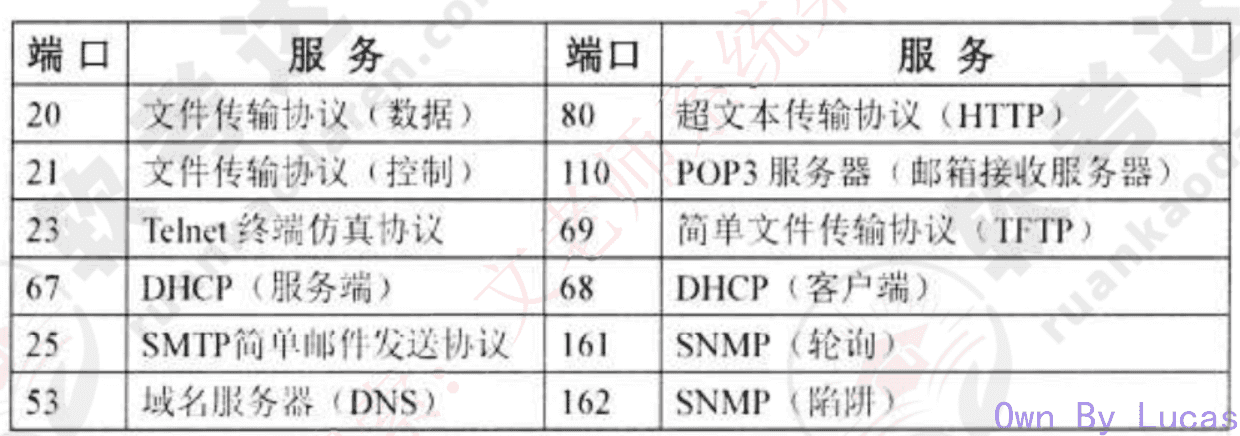 端口 服务 端口 服务
20 文件传输协议（数据） 80 超文本传输协议（HTTP）
21 文件传输协议（控制） 110 POP3 服务器（邮箱接收服务器）
23 Telnet 终端仿真协议 69 简单文件传输协议（TFTP）
67 DHCP（服务端） 68 DHCP（客户端）
25 SMTP简单邮件发送协议 161 SNMP（轮询）
53 域名服务器（DNS） 162 SNMP（陷阱）
Own By Lucas
软考达
ruankaoda